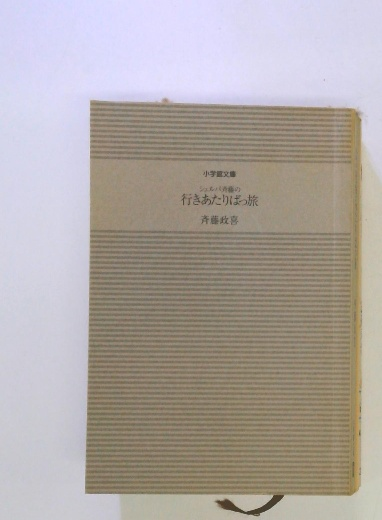 小学館文庫
シェルパ斉藤の
行きあたりばっ旅
斉藤政喜